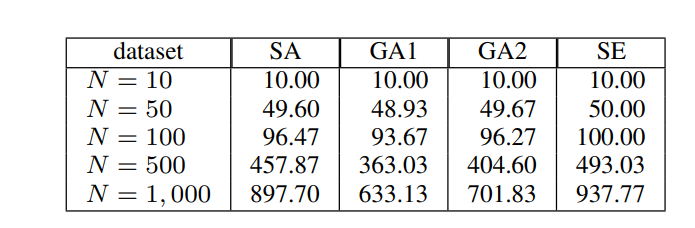 dataset SA GA1 GA2 SE
N = 10 10.00 10.00 10.00 10.00
N = 50 49.60 48.93 49.67 50.00
N = 100 96.47 93.67 96.27 100.00
N = 500 457.87 363.03 404.60 493.03
N = 1,000 897.70 633.13 701.83 937.77